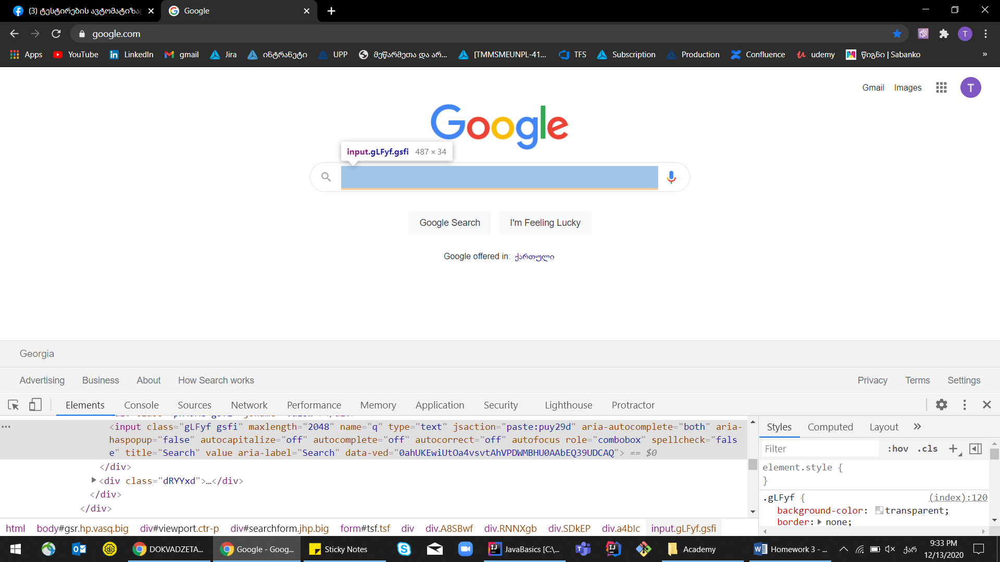 (3) ტესტირების ავტომატიზაც
Google
google.com
T
Apps
YouTube
LinkedIn
gmail
Jira
ინტრანეტი
UPP
მეწარმეთა და არ...
[TMMSMEUNPL-41...
TFS
Subscription
Production
Confluence
udemy
წიგნი | Sabanko
»
Gmail
Images
T
Google
input.gLFyf.gsfi 487 × 34
Google Search
I'm Feeling Lucky
Google offered in: ქართული
Georgia
Advertising
Business
About
How Search works
Privacy
Terms
Settings
Elements
Console
Sources
Network
Performance
Memory
Application
Security
Lighthouse
Protractor
<input class="gLFyf gsfi" maxlength="2048" name="q" type="text" jsaction="paste:puy29d" aria-autocomplete="both" aria-
haspopup="false" autocapitalize="off" autocomplete="off" autocorrect="off" autofocus role="combobox" spellcheck="fals
e" title="Search" value aria-label="Search" data-ved="0ahUKEwiUtOa4vsvtAhVPDWMBHU0AAbEQ39UDCAQ"> == $0
</div>
<div class="dRYYxd">…</div>
</div>
</div>
html body#gsr.hp.vasq.big div#viewport.ctr-p div#searchform.jhp.big form#tsf.tsf div div.A8SBwf div.RNNXgb div.SDkEP div.a4bIc input.gLFyf.gsfi
Styles
Computed
Layout
»
Filter
:hov .cls
element.style {
}
.gLFyf {
(index):120
background-color: transparent;
border: none;
DOKVADZETA...
Google - Goog...
Sticky Notes
JavaBasics [C:\...
Academy
Homework 3 - ...
ქარ
9:33 PM
12/13/2020